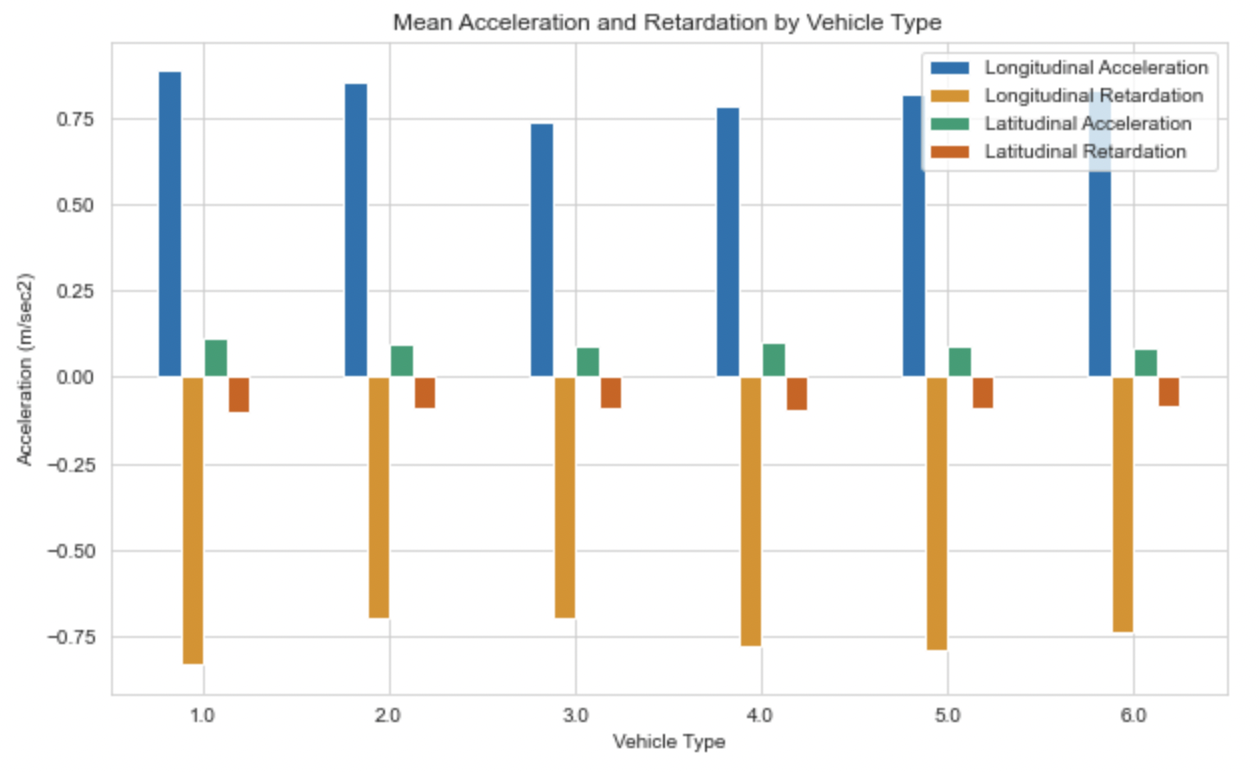 Mean Acceleration and Retardation by Vehicle Type
Longitudinal Acceleration
Longitudinal Retardation
Latitudinal Acceleration
Latitudinal Retardation
Acceleration (m/sec2)
0.75
0.50
0.25
0.00
−0.25
−0.50
−0.75
1.0 2.0 3.0 4.0 5.0 6.0
Vehicle Type